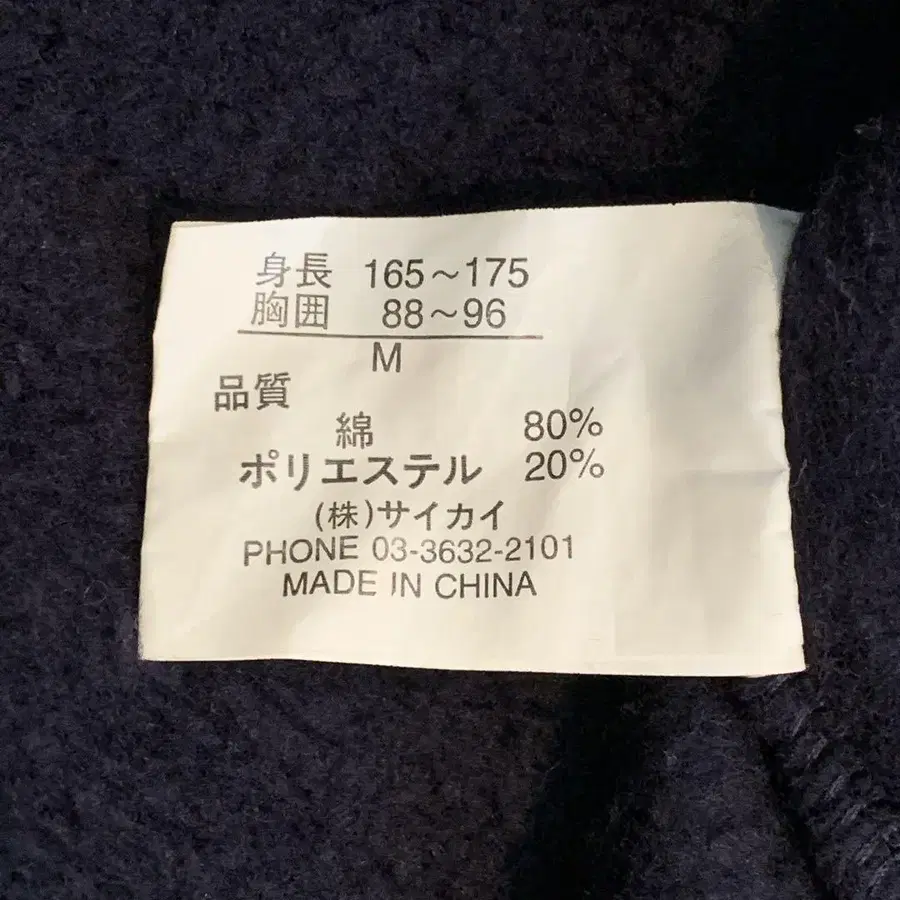 身長 165～175
胸囲 88～96
M
品質
綿 80%
ポリエステル 20%
(株)サイカイ
PHONE 03-3632-2101
MADE IN CHINA